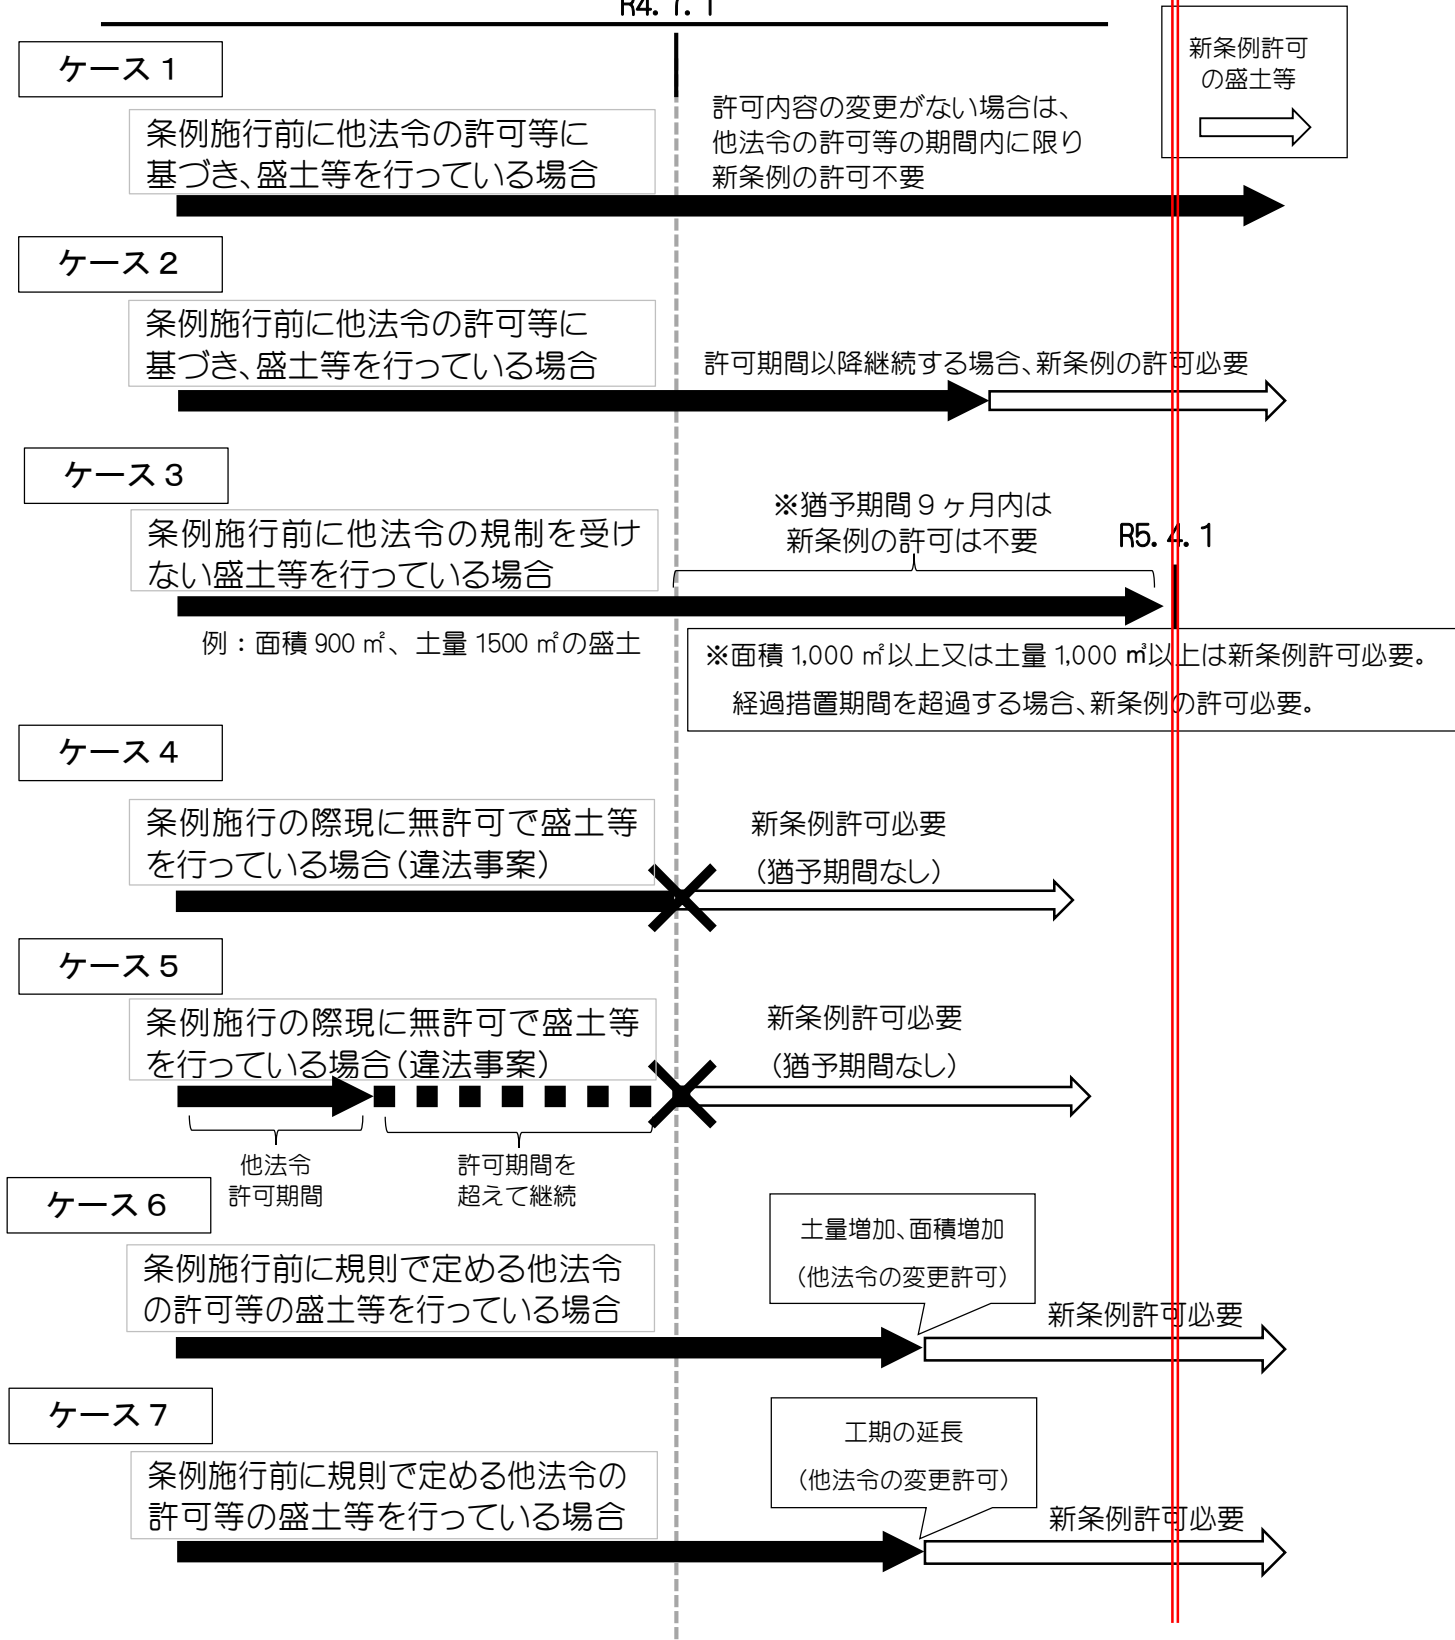 R4.7.1
新条例許可
の盛土等
ケース１
条例施行前に他法令の許可等に
基づき、盛土等を行っている場合
許可内容の変更がない場合は、
他法令の許可等の期間内に限り
新条例の許可不要
ケース２
条例施行前に他法令の許可等に
基づき、盛土等を行っている場合
許可期間以降継続する場合、新条例の許可必要
ケース３
条例施行前に他法令の規制を受け
ない盛土等を行っている場合
※猶予期間９ヶ月内は
新条例の許可は不要
R5.4.1
例：面積 900 ㎡、土量 1500 ㎥の盛土
※面積 1,000 ㎡以上又は土量 1,000 ㎥以上は新条例許可必要。
経過措置期間を超過する場合、新条例の許可必要。
ケース４
条例施行の際現に無許可で盛土等
を行っている場合（違法事案）
新条例許可必要
（猶予期間なし）
ケース５
条例施行の際現に無許可で盛土等
を行っている場合（違法事案）
新条例許可必要
（猶予期間なし）
他法令
許可期間
許可期間を
超えて継続
ケース６
条例施行前に規則で定める他法令
の許可等の盛土等を行っている場合
土量増加、面積増加
（他法令の変更許可）
新条例許可必要
ケース７
条例施行前に規則で定める他法令の
許可等の盛土等を行っている場合
工期の延長
（他法令の変更許可）
新条例許可必要